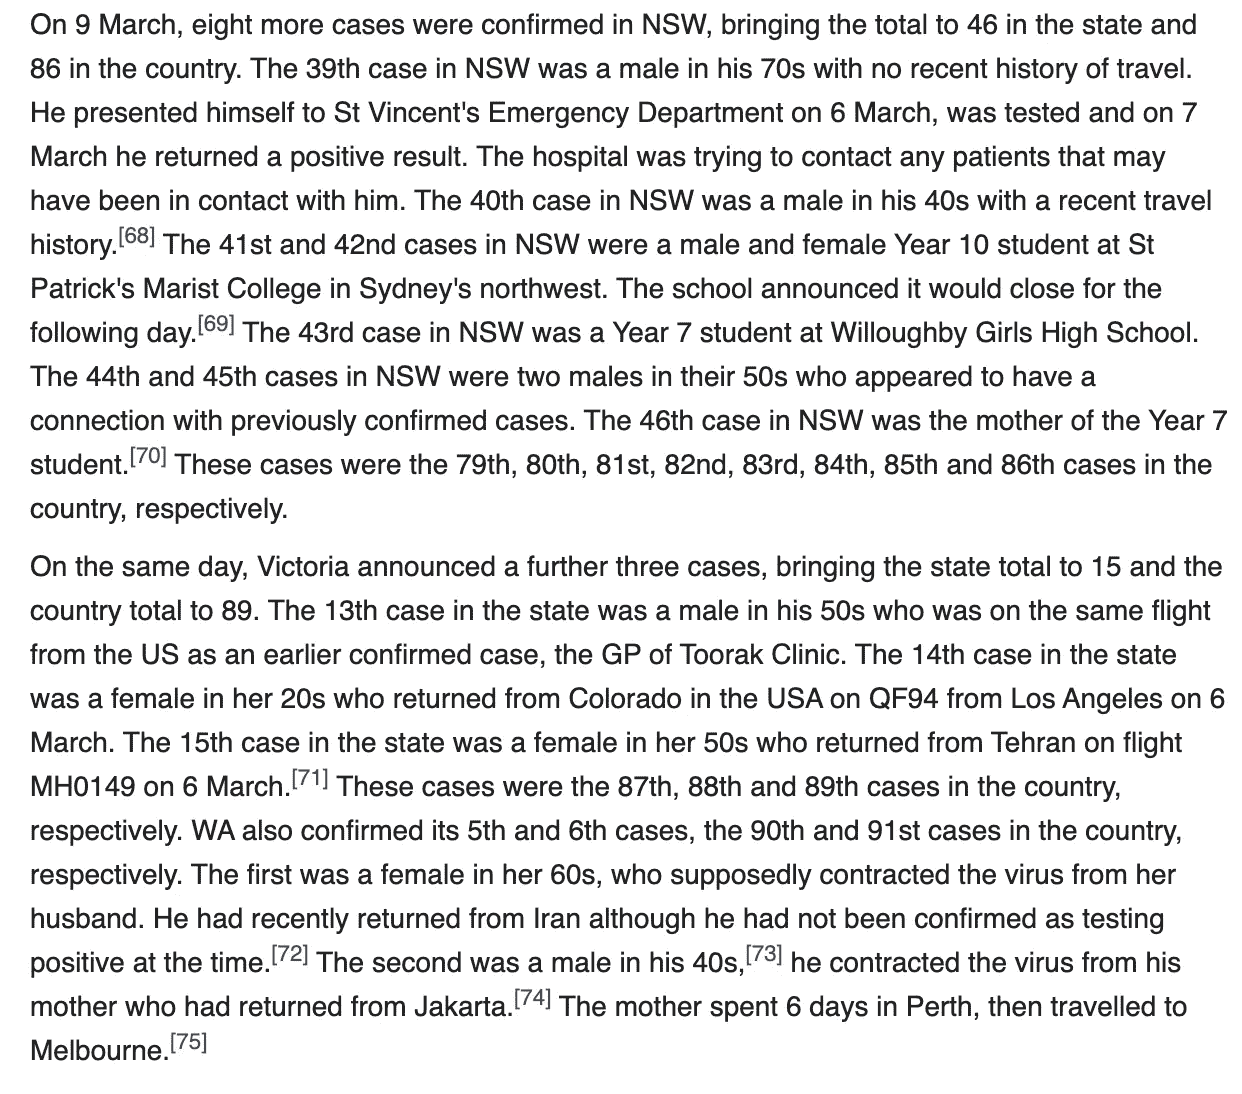 On 9 March, eight more cases were confirmed in NSW, bringing the total to 46 in the state and
86 in the country. The 39th case in NSW was a male in his 70s with no recent history of travel.
He presented himself to St Vincent's Emergency Department on 6 March, was tested and on 7
March he returned a positive result. The hospital was trying to contact any patients that may
have been in contact with him. The 40th case in NSW was a male in his 40s with a recent travel
history.[68] The 41st and 42nd cases in NSW were a male and female Year 10 student at St
Patrick's Marist College in Sydney's northwest. The school announced it would close for the
following day.[69] The 43rd case in NSW was a Year 7 student at Willoughby Girls High School.
The 44th and 45th cases in NSW were two males in their 50s who appeared to have a
connection with previously confirmed cases. The 46th case in NSW was the mother of the Year 7
student.[70] These cases were the 79th, 80th, 81st, 82nd, 83rd, 84th, 85th and 86th cases in the
country, respectively.
On the same day, Victoria announced a further three cases, bringing the state total to 15 and the
country total to 89. The 13th case in the state was a male in his 50s who was on the same flight
from the US as an earlier confirmed case, the GP of Toorak Clinic. The 14th case in the state
was a female in her 20s who returned from Colorado in the USA on QF94 from Los Angeles on 6
March. The 15th case in the state was a female in her 50s who returned from Tehran on flight
MH0149 on 6 March.[71] These cases were the 87th, 88th and 89th cases in the country,
respectively. WA also confirmed its 5th and 6th cases, the 90th and 91st cases in the country,
respectively. The first was a female in her 60s, who supposedly contracted the virus from her
husband. He had recently returned from Iran although he had not been confirmed as testing
positive at the time.[72] The second was a male in his 40s,[73] he contracted the virus from his
mother who had returned from Jakarta.[74] The mother spent 6 days in Perth, then travelled to
Melbourne.[75]